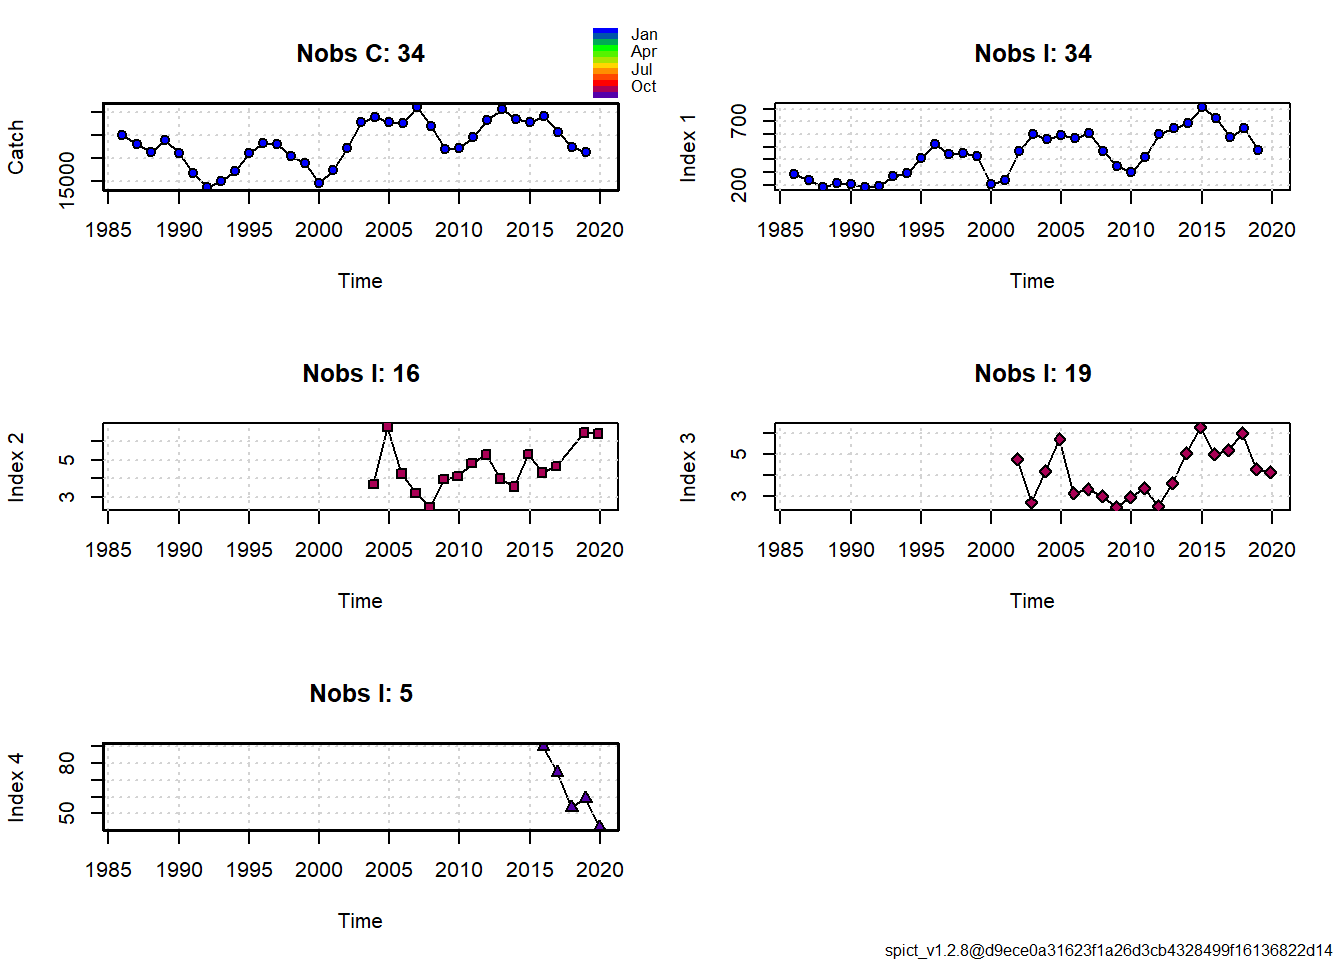 Nobs C: 34
Jan
Apr
Jul
Oct
Catch
15000
1985 1990 1995 2000 2005 2010 2015 2020
Time
Nobs I: 34
Index 1
700
200
1985 1990 1995 2000 2005 2010 2015 2020
Time
Nobs I: 16
Index 2
5
3
1985 1990 1995 2000 2005 2010 2015 2020
Time
Nobs I: 19
Index 3
5
3
1985 1990 1995 2000 2005 2010 2015 2020
Time
Nobs I: 5
Index 4
80
50
1985 1990 1995 2000 2005 2010 2015 2020
Time
spict_v1.2.8@d9ece0a31623f1a26d3cb4328499f16136822d14